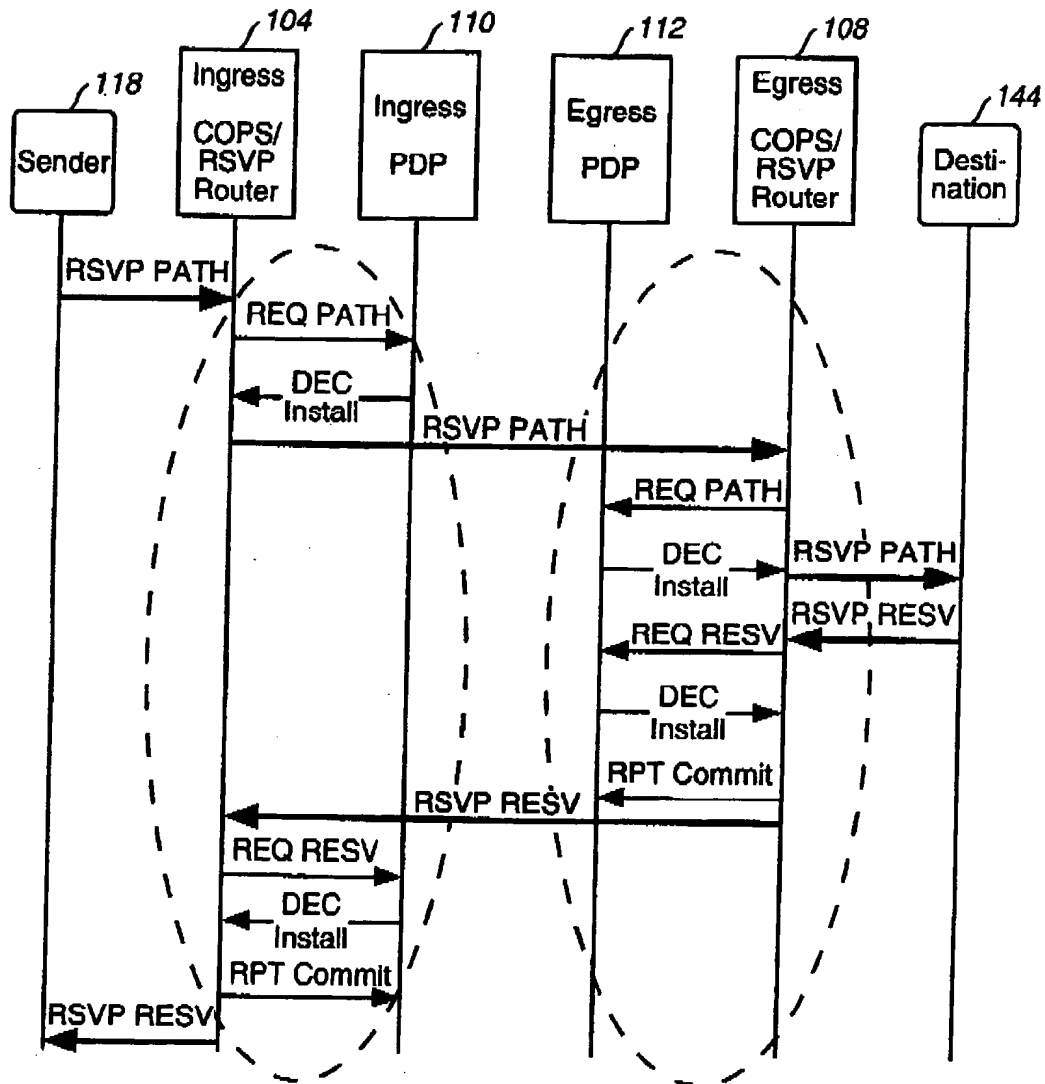 104
110
112
108
118
144
Ingress
COPS/
RSVP
Router
Ingress
PDP
Egress
PDP
Egress
COPS/
RSVP
Router
Sender
Desti-
nation
RSVP PATH
REQ PATH
DEC
Install
RSVP PATH
REQ PATH
DEC
Install
RSVP PATH
RSVP RESV
REQ RESV
DEC
Install
RPT Commit
RSVP RESV
REQ RESV
DEC
Install
RPT Commit
RSVP RESV